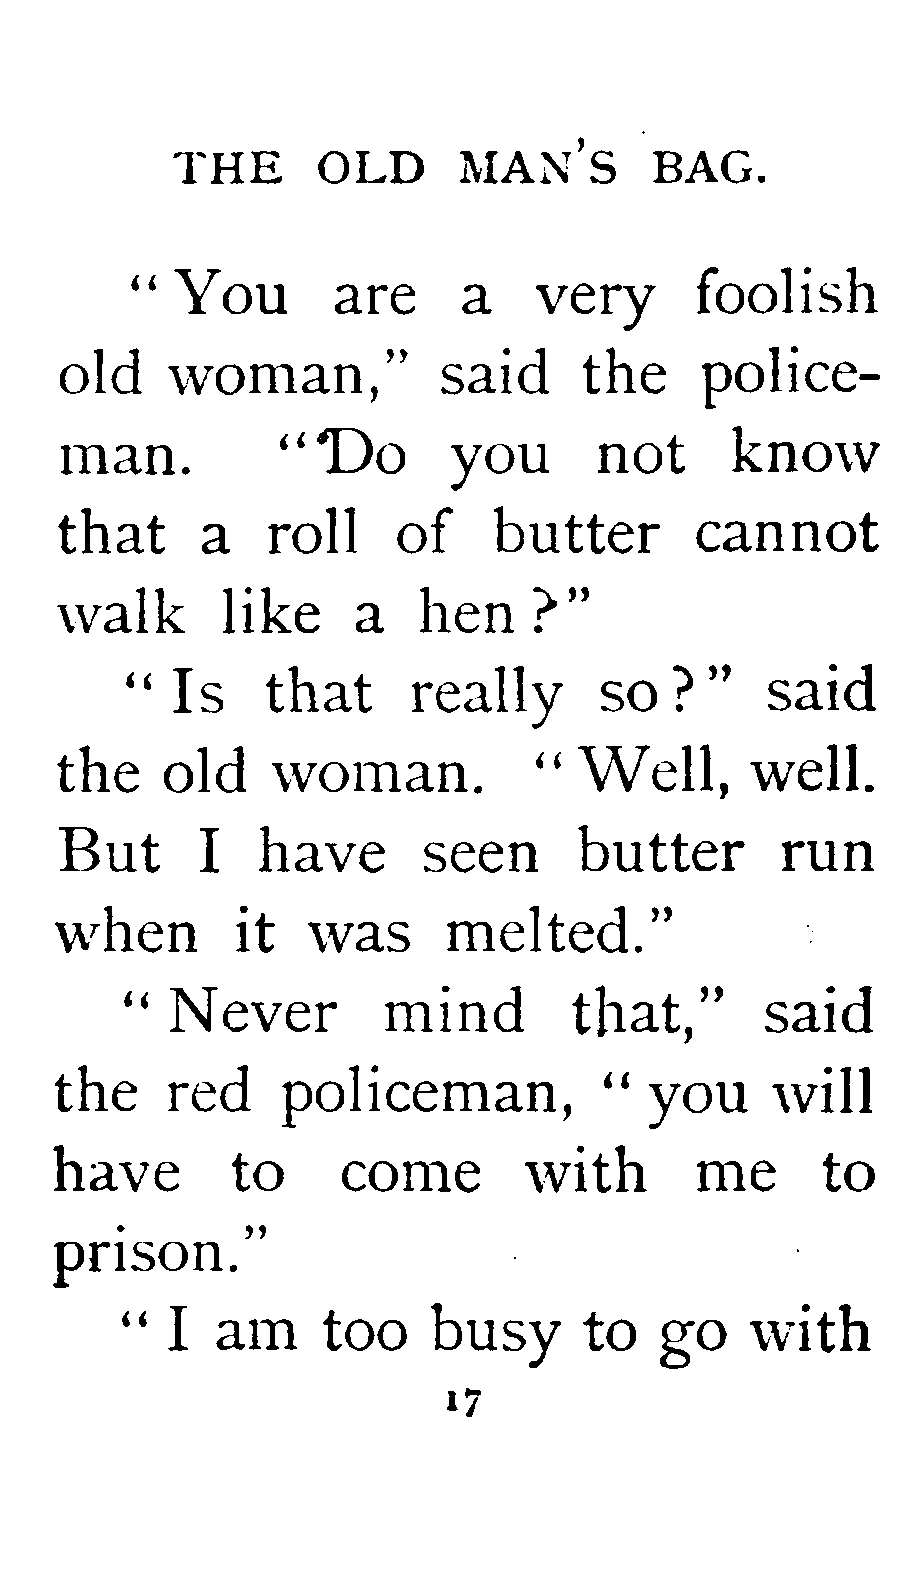 THE OLD MAN'S BAG.
“ You are a very foolish
old woman,” said the police-
man. “Do you not know
that a roll of butter cannot
walk like a hen ?”
“ Is that really so ? ” said
the old woman. “ Well, well.
But I have seen butter run
when it was melted.”
“ Never mind that,” said
the red policeman, “ you will
have to come with me to
prison.”
“ I am too busy to go with
17